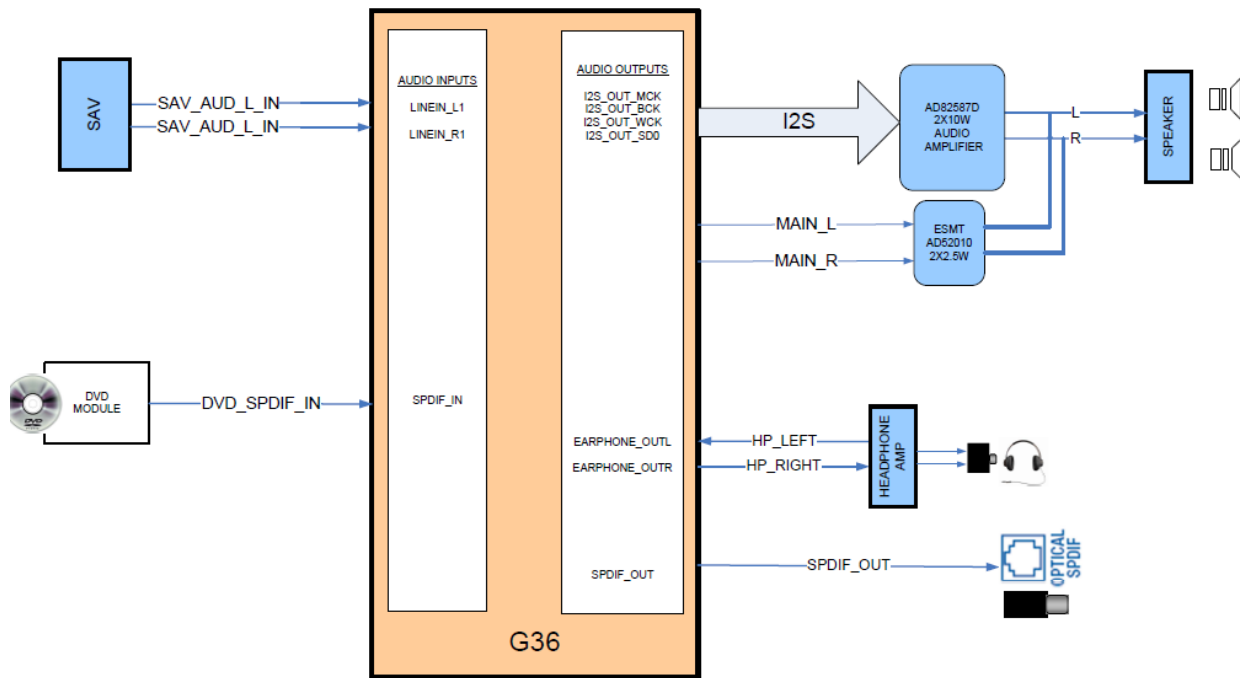 SAV
SAV_AUD_L_IN
SAV_AUD_L_IN
AUDIO INPUTS
LINEIN_L1
LINEIN_R1
AUDIO OUTPUTS
I2S_OUT_MCK
I2S_OUT_BCK
I2S_OUT_WCK
I2S_OUT_SD0
I2S
AD82587D
2X10W
AUDIO
AMPLIFIER
L
R
SPEAKER
MAIN_L
MAIN_R
ESMT
AD52010
2X2.5W
DVD
MODULE
DVD_SPDIF_IN
SPDIF_IN
EARPHONE_OUTL
EARPHONE_OUTR
HP_LEFT
HP_RIGHT
HEADPHONE
AMP
SPDIF_OUT
SPDIF_OUT
OPTICAL
SPDIF
G36